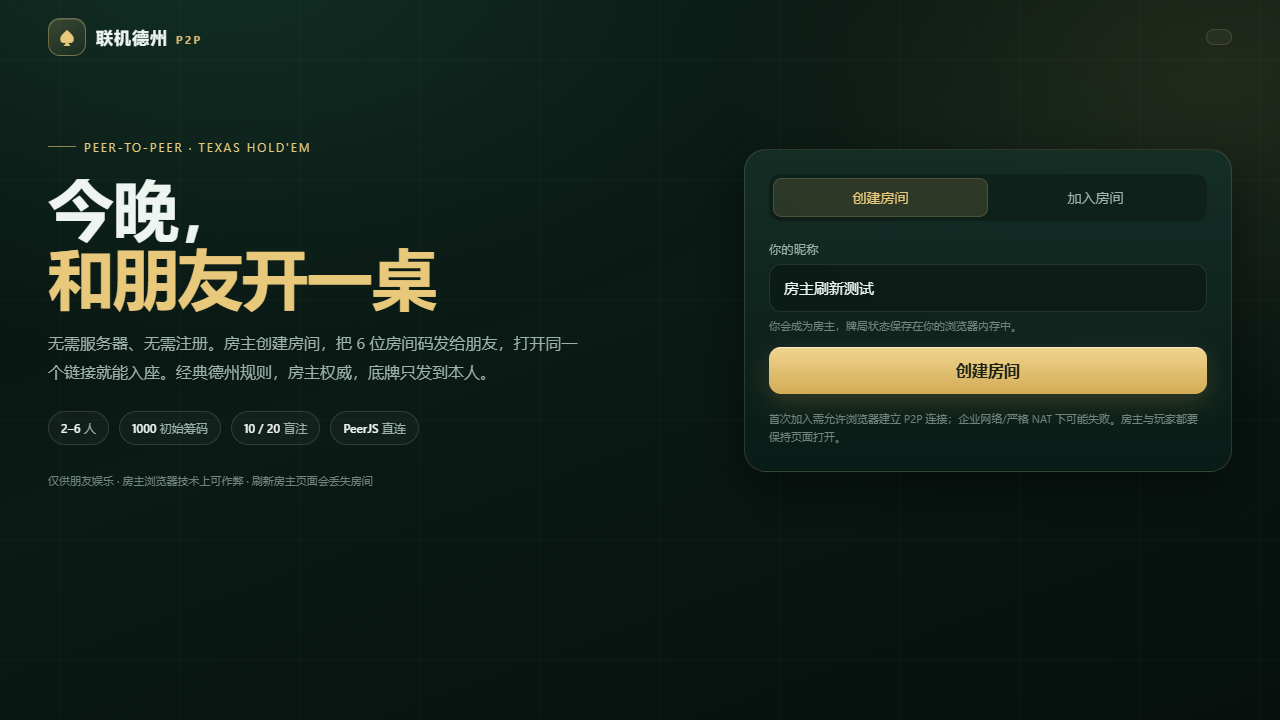 联机德州 P2P
PEER-TO-PEER · TEXAS HOLD'EM
今晚，
和朋友开一桌
无需服务器、无需注册。房主创建房间，把 6 位房间码发给朋友，打开同一
个链接就能入座。经典德州规则，房主权威，底牌只发到本人。
2–6 人
1000 初始筹码
10 / 20 盲注
PeerJS 直连
仅供朋友娱乐 · 房主浏览器技术上可作弊 · 刷新房主页面会丢失房间
创建房间
加入房间
你的昵称
房主刷新测试
你会成为房主，牌局状态保存在你的浏览器内存中。
创建房间
首次加入需允许浏览器建立 P2P 连接；企业网络/严格 NAT 下可能失败。房主与玩家都要
保持页面打开。